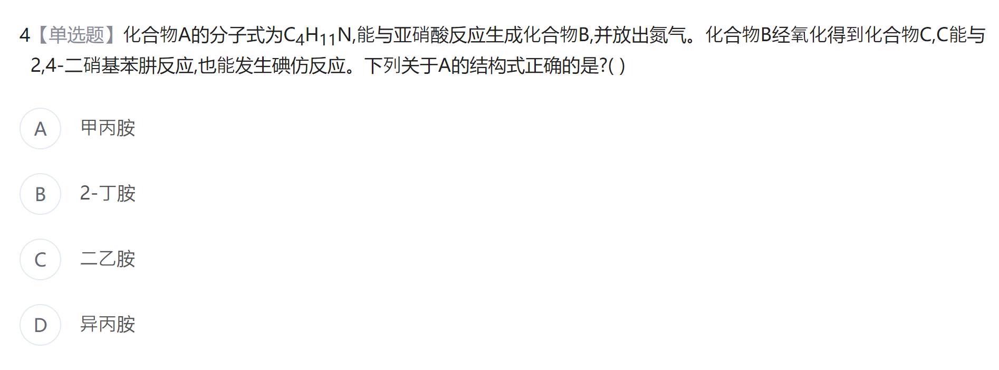 4【单选题】化合物A的分子式为C₄H₁₁N,能与亚硝酸反应生成化合物B,并放出氮气。化合物B经氧化得到化合物C,C能与
2,4-二硝基苯肼反应,也能发生碘仿反应。下列关于A的结构式正确的是?( )
A 甲丙胺
B 2-丁胺
C 二乙胺
D 异丙胺